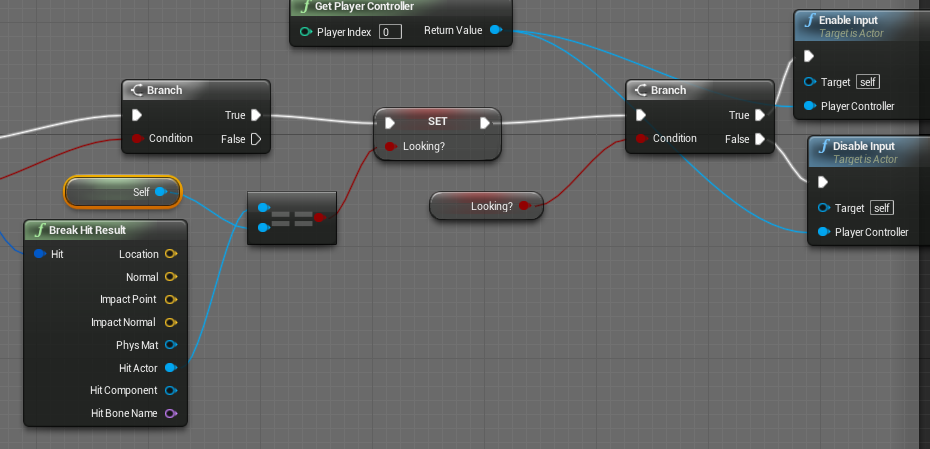 Get Player Controller
Player Index 0
Return Value
Enable Input
Target is Actor
Target self
Player Controller
Branch
True
Condition
False
SET
Looking?
Branch
True
Condition
False
Disable Input
Target is Actor
Target self
Player Controller
Self
Looking?
Break Hit Result
Hit
Location
Normal
Impact Point
Impact Normal
Phys Mat
Hit Actor
Hit Component
Hit Bone Name